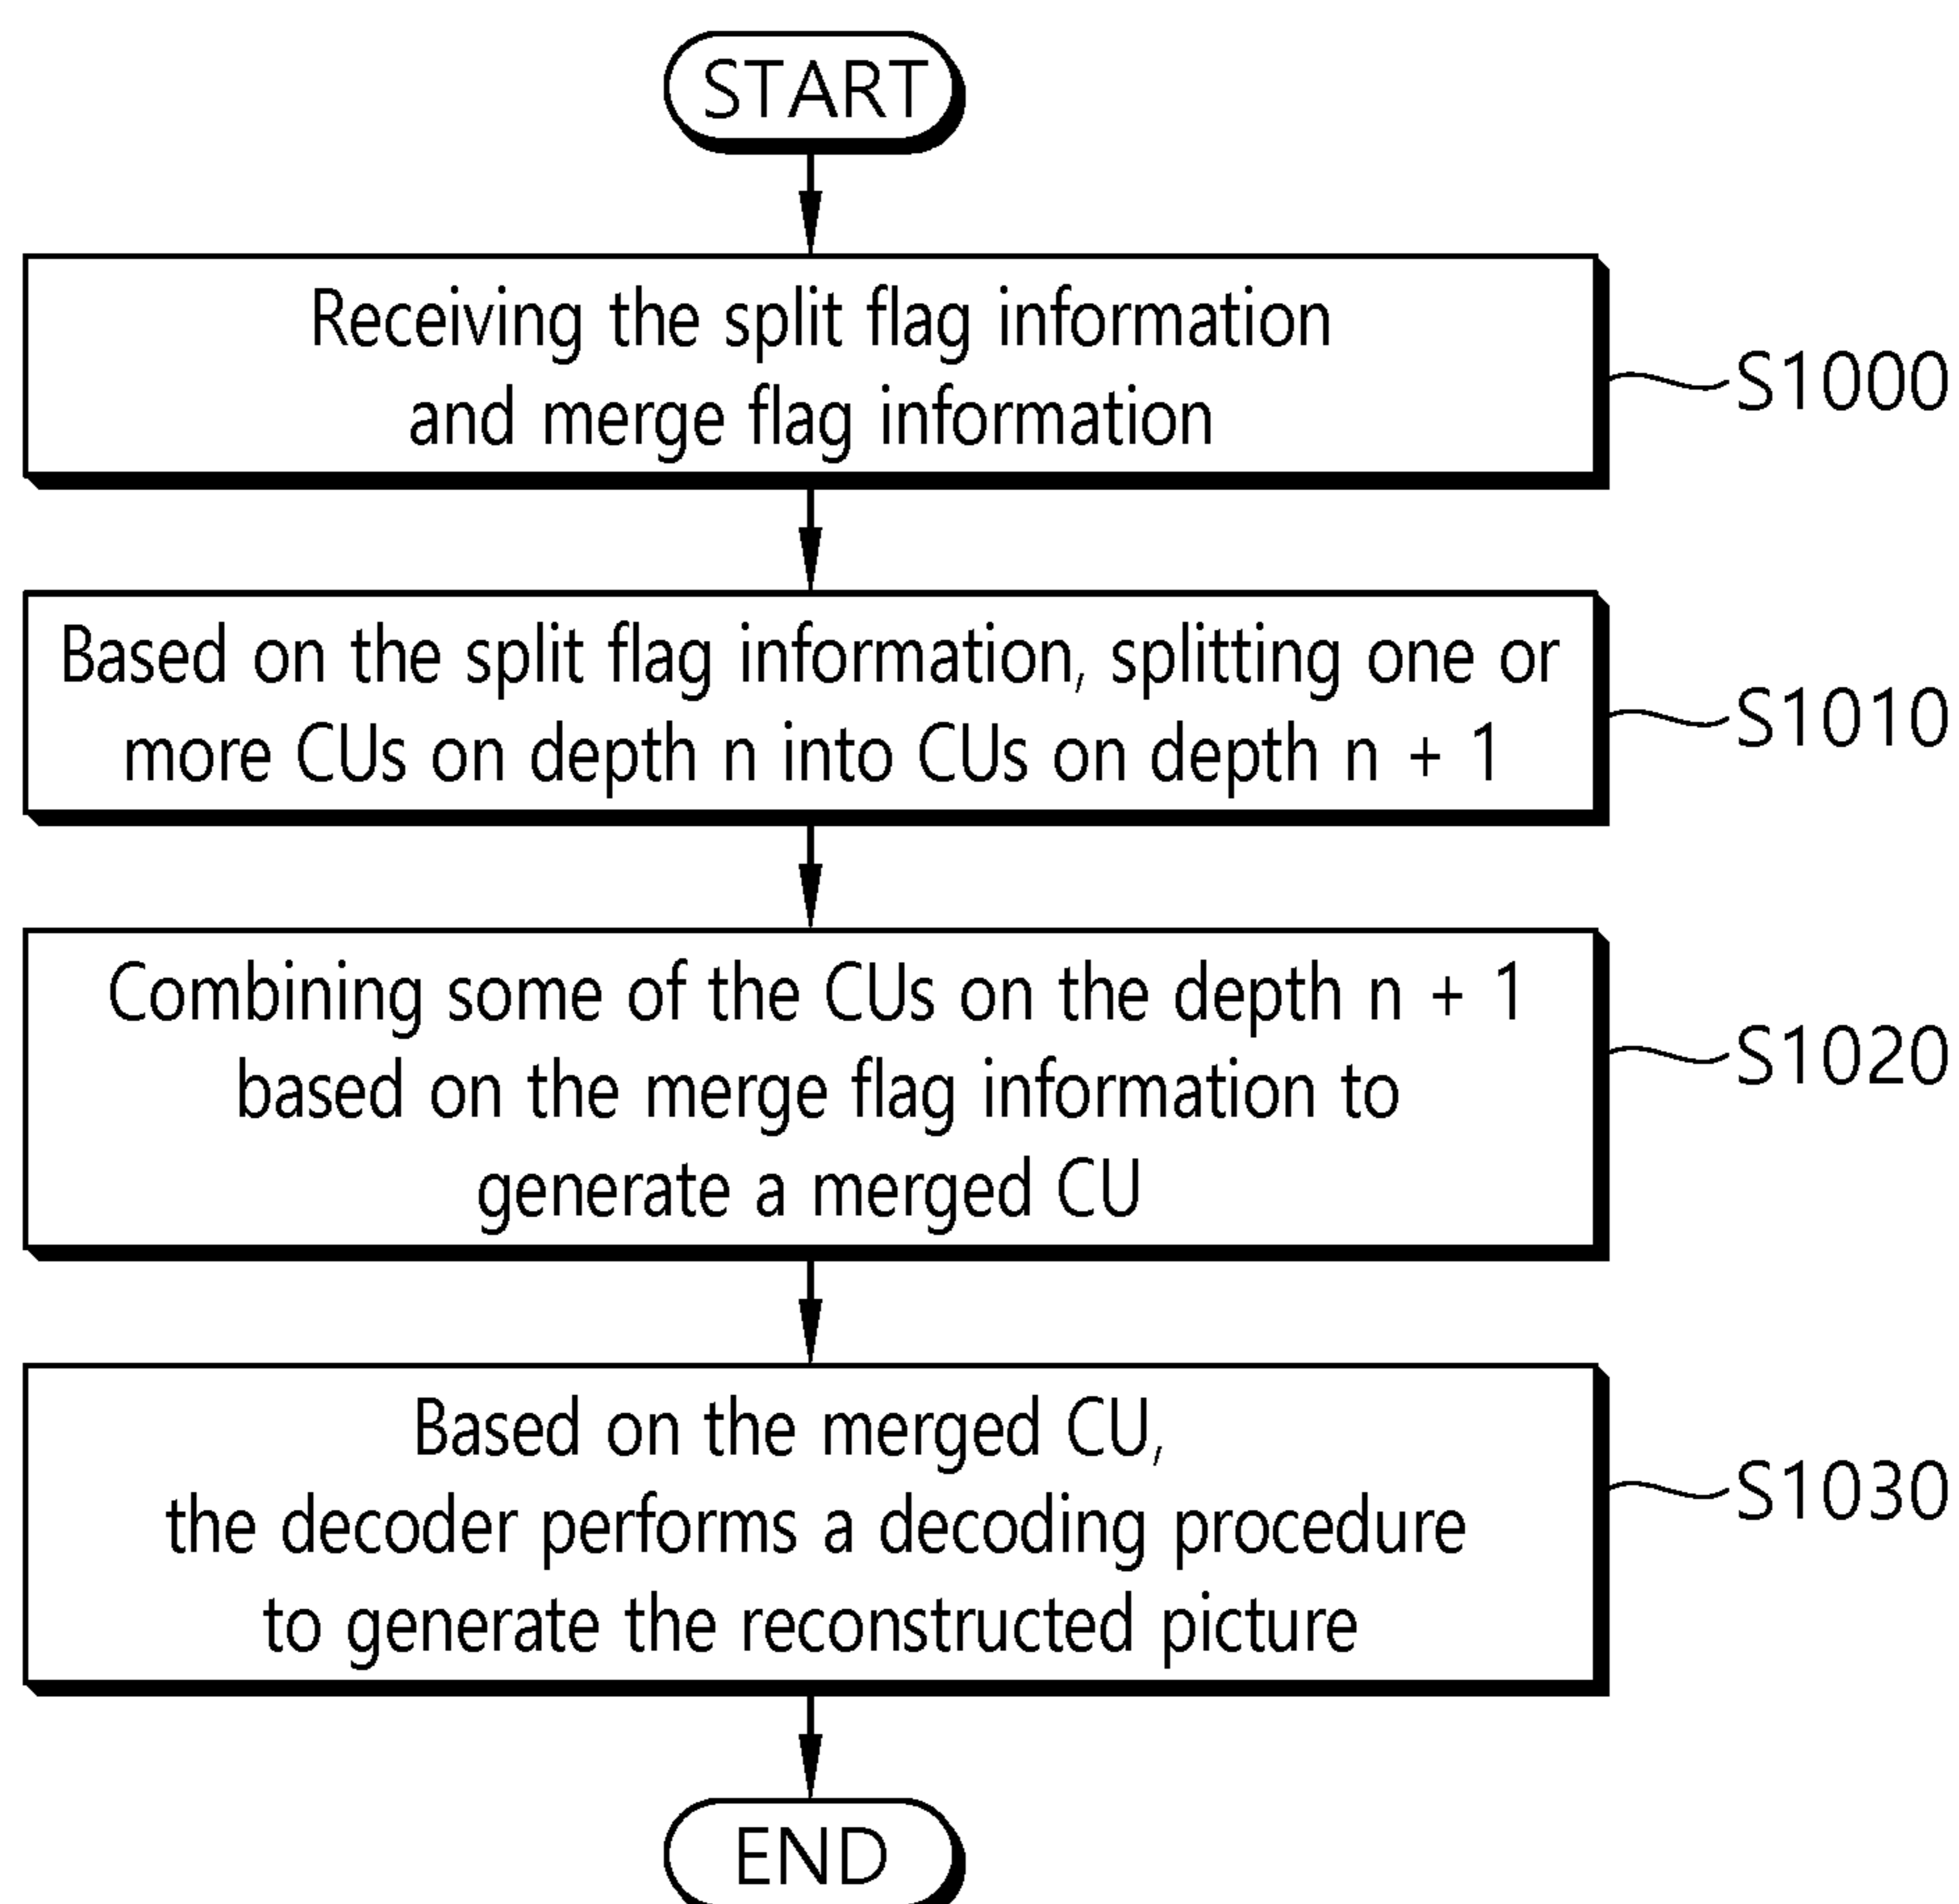 START
Receiving the split flag information
and merge flag information
S1000
Based on the split flag information, splitting one or
more CUs on depth n into CUs on depth n + 1
S1010
Combining some of the CUs on the depth n + 1
based on the merge flag information to
generate a merged CU
S1020
Based on the merged CU,
the decoder performs a decoding procedure
to generate the reconstructed picture
S1030
END